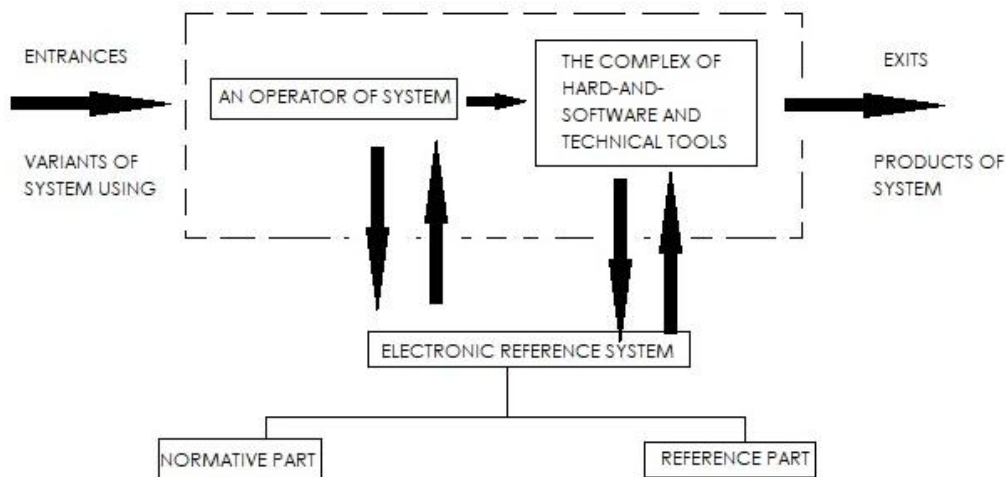 ENTRANCES
VARIANTS OF
SYSTEM USING
AN OPERATOR OF SYSTEM
THE COMPLEX OF
HARD-AND-
SOFTWARE AND
TECHNICAL TOOLS
EXITS
PRODUCTS OF
SYSTEM
ELECTRONIC REFERENCE SYSTEM
NORMATIVE PART
REFERENCE PART